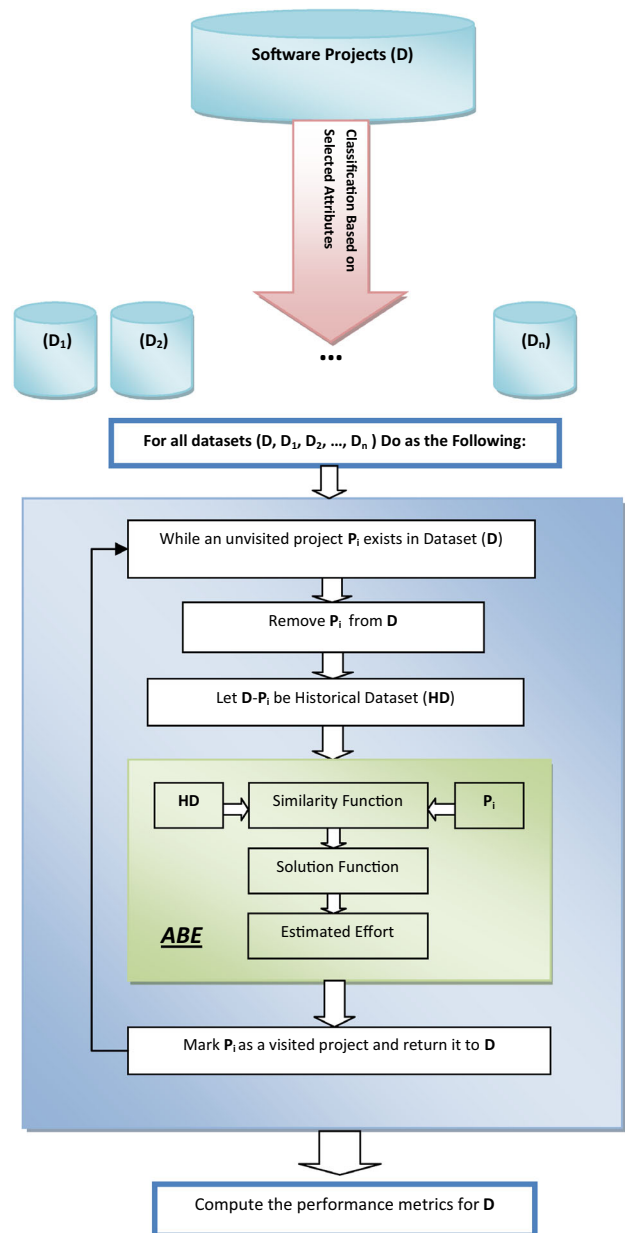 Software Projects (D)
Classification Based on
Selected Attributes
(D₁)
(D₂)
...
(Dₙ)
For all datasets (D, D₁, D₂, ..., Dₙ ) Do as the Following:
While an unvisited project Pᵢ exists in Dataset (D)
Remove Pᵢ from D
Let D-Pᵢ be Historical Dataset (HD)
HD
Similarity Function
Pᵢ
Solution Function
ABE
Estimated Effort
Mark Pᵢ as a visited project and return it to D
Compute the performance metrics for D